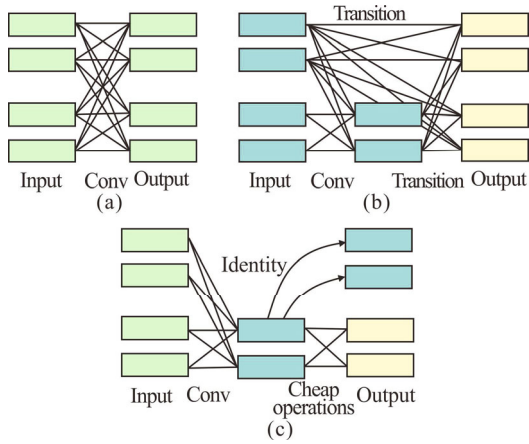 Transition
Input Conv Output
(a)
Input Conv Transition Output
(b)
Identity
Input Conv Cheap Output
operations
(c)